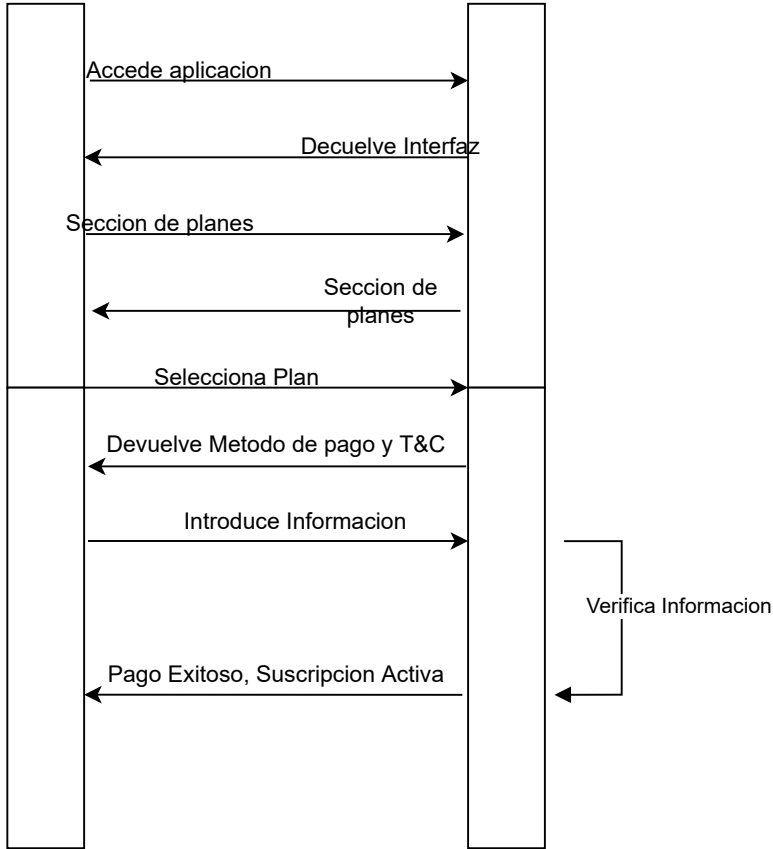 Accede aplicacion
Decuelve Interfaz
Seccion de planes
Seccion de
planes
Selecciona Plan
Devuelve Metodo de pago y T&C
Introduce Informacion
Verifica Informacion
Pago Exitoso, Suscripcion Activa